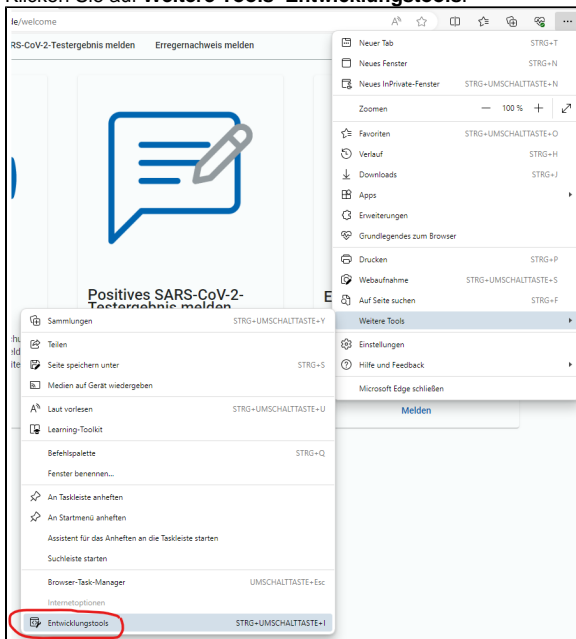 Klicken Sie auf Weitere Tools Entwicklungstools.
le/welcome
RS-CoV-2-Testergebnis melden Erregernachweis melden
Neuer Tab STRG+T
Neues Fenster STRG+N
Neues InPrivate-Fenster STRG+UMSCHALTTASTE+N
Zoomen — 100 % +
Favoriten STRG+UMSCHALTTASTE+O
Verlauf STRG+H
Downloads STRG+J
Apps
Erweiterungen
Grundlegendes zum Browser
Drucken STRG+P
Webaufnahme STRG+UMSCHALTTASTE+S
Auf Seite suchen STRG+F
Weitere Tools
Einstellungen
Hilfe und Feedback
Microsoft Edge schließen
Positives SARS-CoV-2-
Testergebnis melden
E
Melden
Sammlungen STRG+UMSCHALTTASTE+Y
Teilen
Seite speichern unter STRG+S
Medien auf Gerät wiedergeben
Laut vorlesen STRG+UMSCHALTTASTE+U
Learning-Toolkit
Befehlspalette STRG+Q
Fenster benennen...
An Taskleiste anheften
An Startmenü anheften
Assistent für das Anheften an die Taskleiste starten
Suchleiste starten
Browser-Task-Manager UMSCHALTTASTE+Esc
Internetoptionen
Entwicklungstools STRG+UMSCHALTTASTE+I